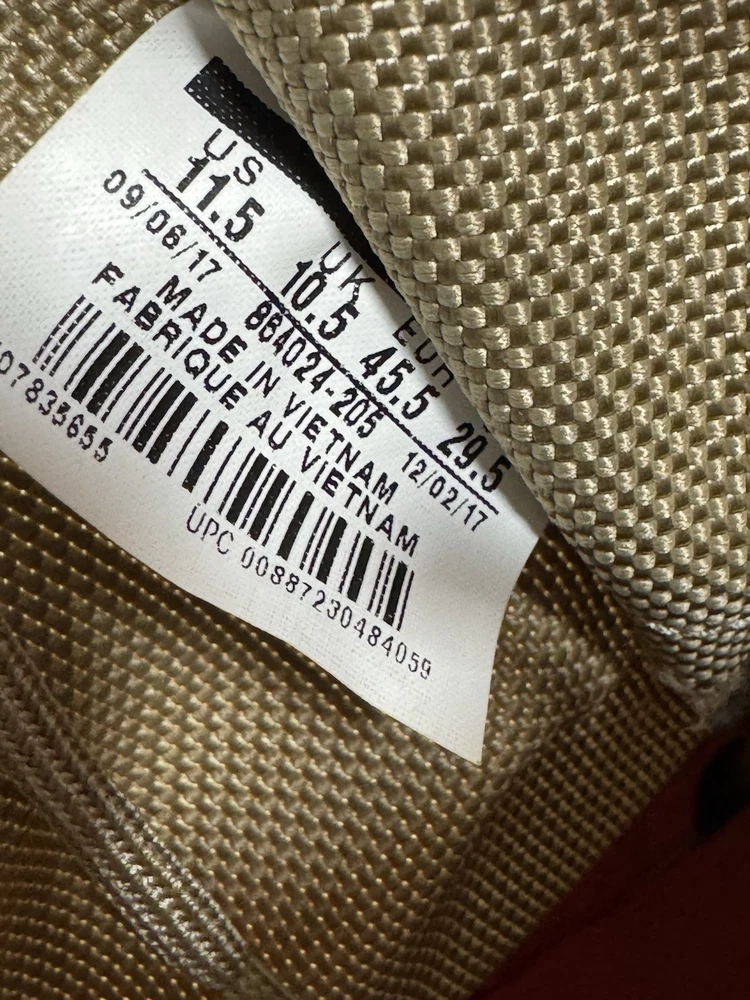 US UK EUR
11.5 10.5 45.5 29.5
09/06/17 864024-205 12/02/17
MADE IN VIETNAM
FABRIQUE AU VIETNAM
07835655
UPC 00887230484059